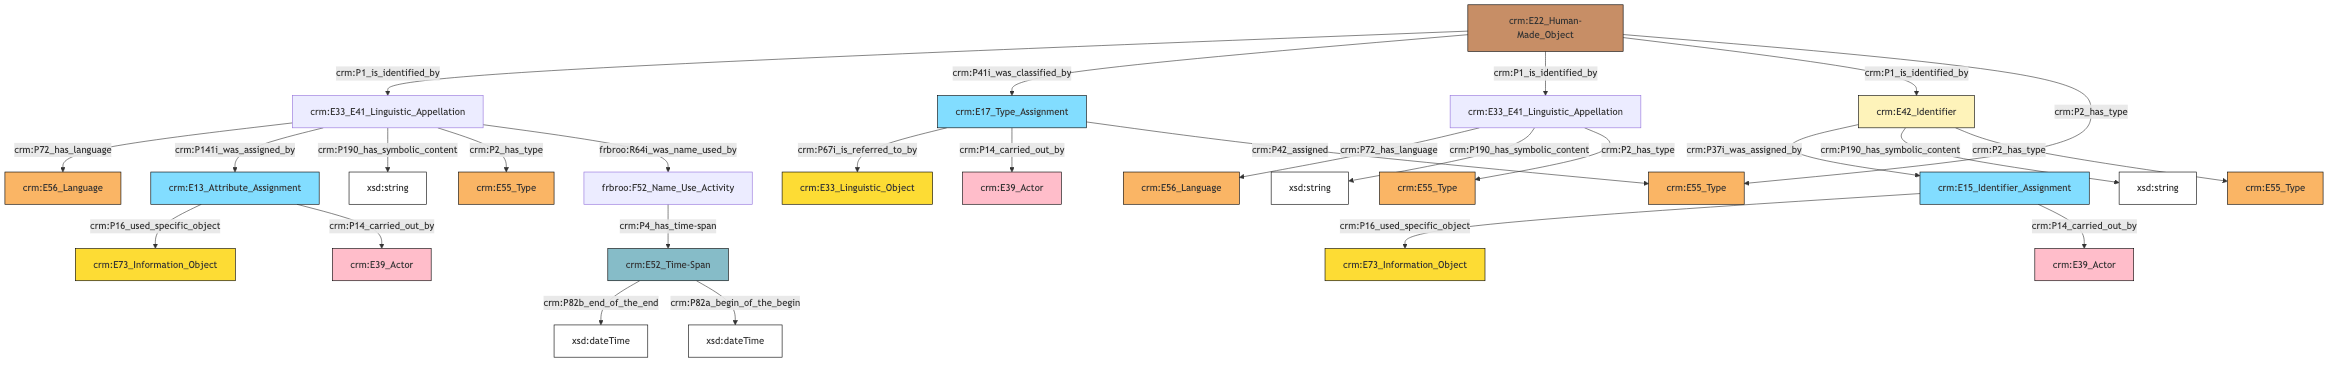 crm:E22_Human-
Made_Object
crm:P1_is_identified_by
crm:P41i_was_classified_by
crm:P1_is_identified_by
crm:P1_is_identified_by
crm:E33_E41_Linguistic_Appellation
crm:E17_Type_Assignment
crm:E33_E41_Linguistic_Appellation
crm:E42_Identifier
crm:P2_has_type
crm:P72_has_language
crm:P141i_was_assigned_by
crm:P190_has_symbolic_content
crm:P2_has_type
frbroo:R64i_was_name_used_by
crm:P67i_is_referred_to_by
crm:P14_carried_out_by
crm:P42_assigned
crm:P72_has_language
crm:P190_has_symbolic_content
crm:P2_has_type
crm:P37i_was_assigned_by
crm:P190_has_symbolic_content
crm:P2_has_type
crm:E56_Language
crm:E13_Attribute_Assignment
xsd:string
crm:E55_Type
frbroo:F52_Name_Use_Activity
crm:E33_Linguistic_Object
crm:E39_Actor
crm:E56_Language
xsd:string
crm:E55_Type
crm:E55_Type
crm:E15_Identifier_Assignment
xsd:string
crm:E55_Type
crm:P16_used_specific_object
crm:P14_carried_out_by
crm:P4_has_time-span
crm:P16_used_specific_object
crm:P14_carried_out_by
crm:E73_Information_Object
crm:E39_Actor
crm:E52_Time-Span
crm:E73_Information_Object
crm:E39_Actor
crm:P82b_end_of_the_end
crm:P82a_begin_of_the_begin
xsd:dateTime
xsd:dateTime